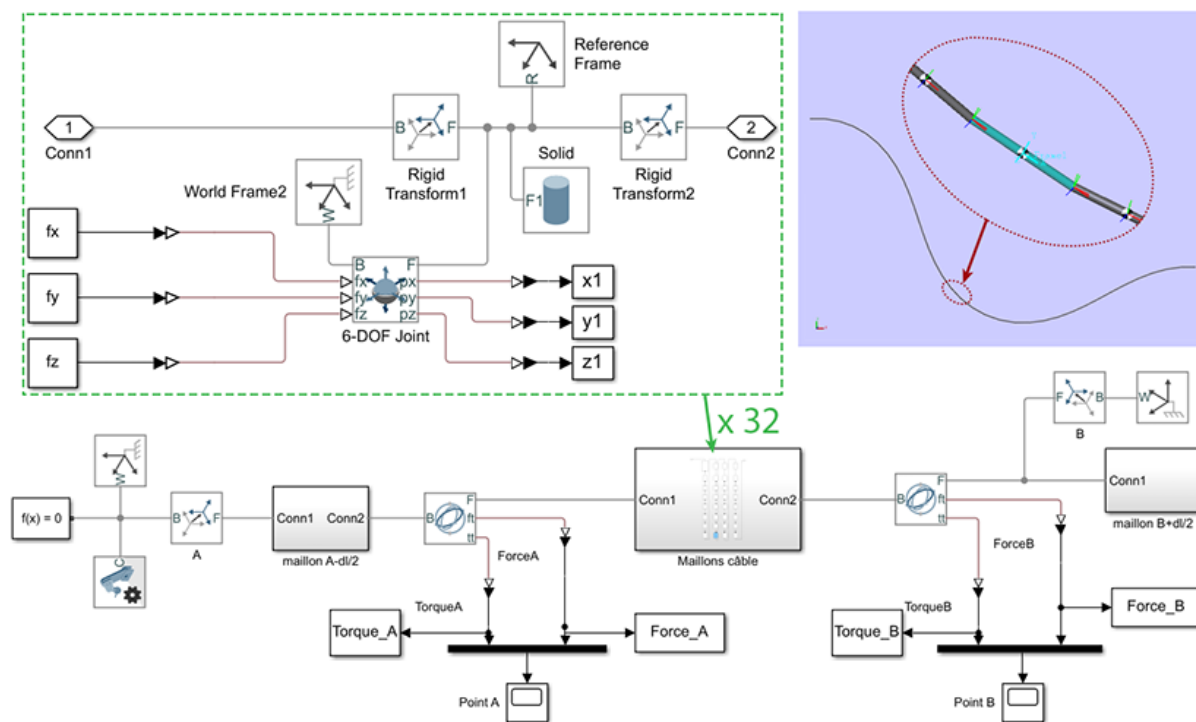 Reference
Frame
R
1
Conn1
B
F
Rigid
Transform1
Solid
F1
B
F
Rigid
Transform2
2
Conn2
World Frame2
W
fx
fy
fz
B
F
fx
px
fy
py
fz
pz
6-DOF Joint
x1
y1
z1
x 32
f(x) = 0
W
C
B
F
A
Conn1
Conn2
maillon A-dl/2
B
F
ft
tt
ForceA
TorqueA
Torque_A
Force_A
Point A
Conn1
Conn2
Maillons câble
B
F
ft
tt
ForceB
TorqueB
Torque_B
Force_B
Point B
F
B
B
W
Conn1
maillon B+dl/2